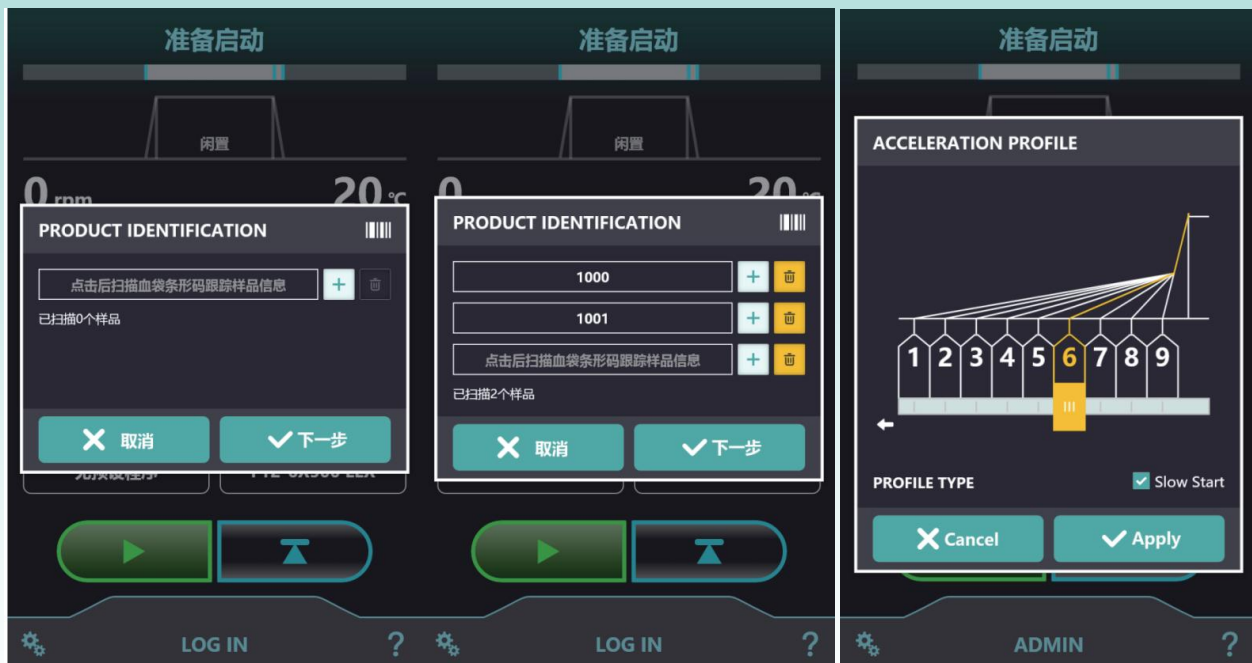 准备启动
闲置
0 rpm 20 °C
PRODUCT IDENTIFICATION
点击后扫描血袋条形码跟踪样品信息 +
已扫描0个样品
取消 下一步
LOG IN ?
准备启动
闲置
0 20 °C
PRODUCT IDENTIFICATION
1000 +
1001 +
点击后扫描血袋条形码跟踪样品信息 +
已扫描2个样品
取消 下一步
LOG IN ?
准备启动
ACCELERATION PROFILE
1 2 3 4 5 6 7 8 9
PROFILE TYPE Slow Start
Cancel Apply
ADMIN ?